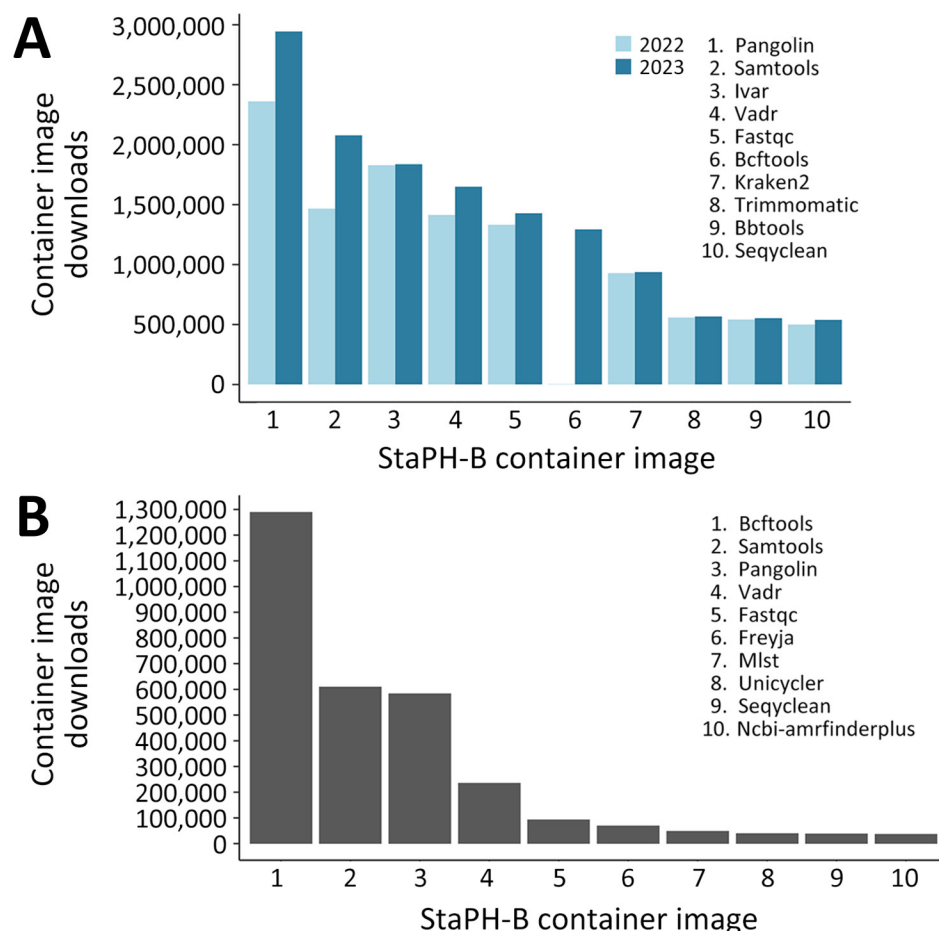 A
Container image
downloads
3,000,000
2,500,000
2,000,000
1,500,000
1,000,000
500,000
0
2022
2023
1. Pangolin
2. Samtools
3. Ivar
4. Vadr
5. Fastqc
6. Bcftools
7. Kraken2
8. Trimmomatic
9. Bbtools
10. Seqyclean
1 2 3 4 5 6 7 8 9 10
StaPH-B container image
B
Container image
downloads
1,300,000
1,200,000
1,100,000
1,000,000
900,000
800,000
700,000
600,000
500,000
400,000
300,000
200,000
100,000
0
1. Bcftools
2. Samtools
3. Pangolin
4. Vadr
5. Fastqc
6. Freyja
7. Mlst
8. Unicycler
9. Seqyclean
10. Ncbi-amrfinderplus
1 2 3 4 5 6 7 8 9 10
StaPH-B container image